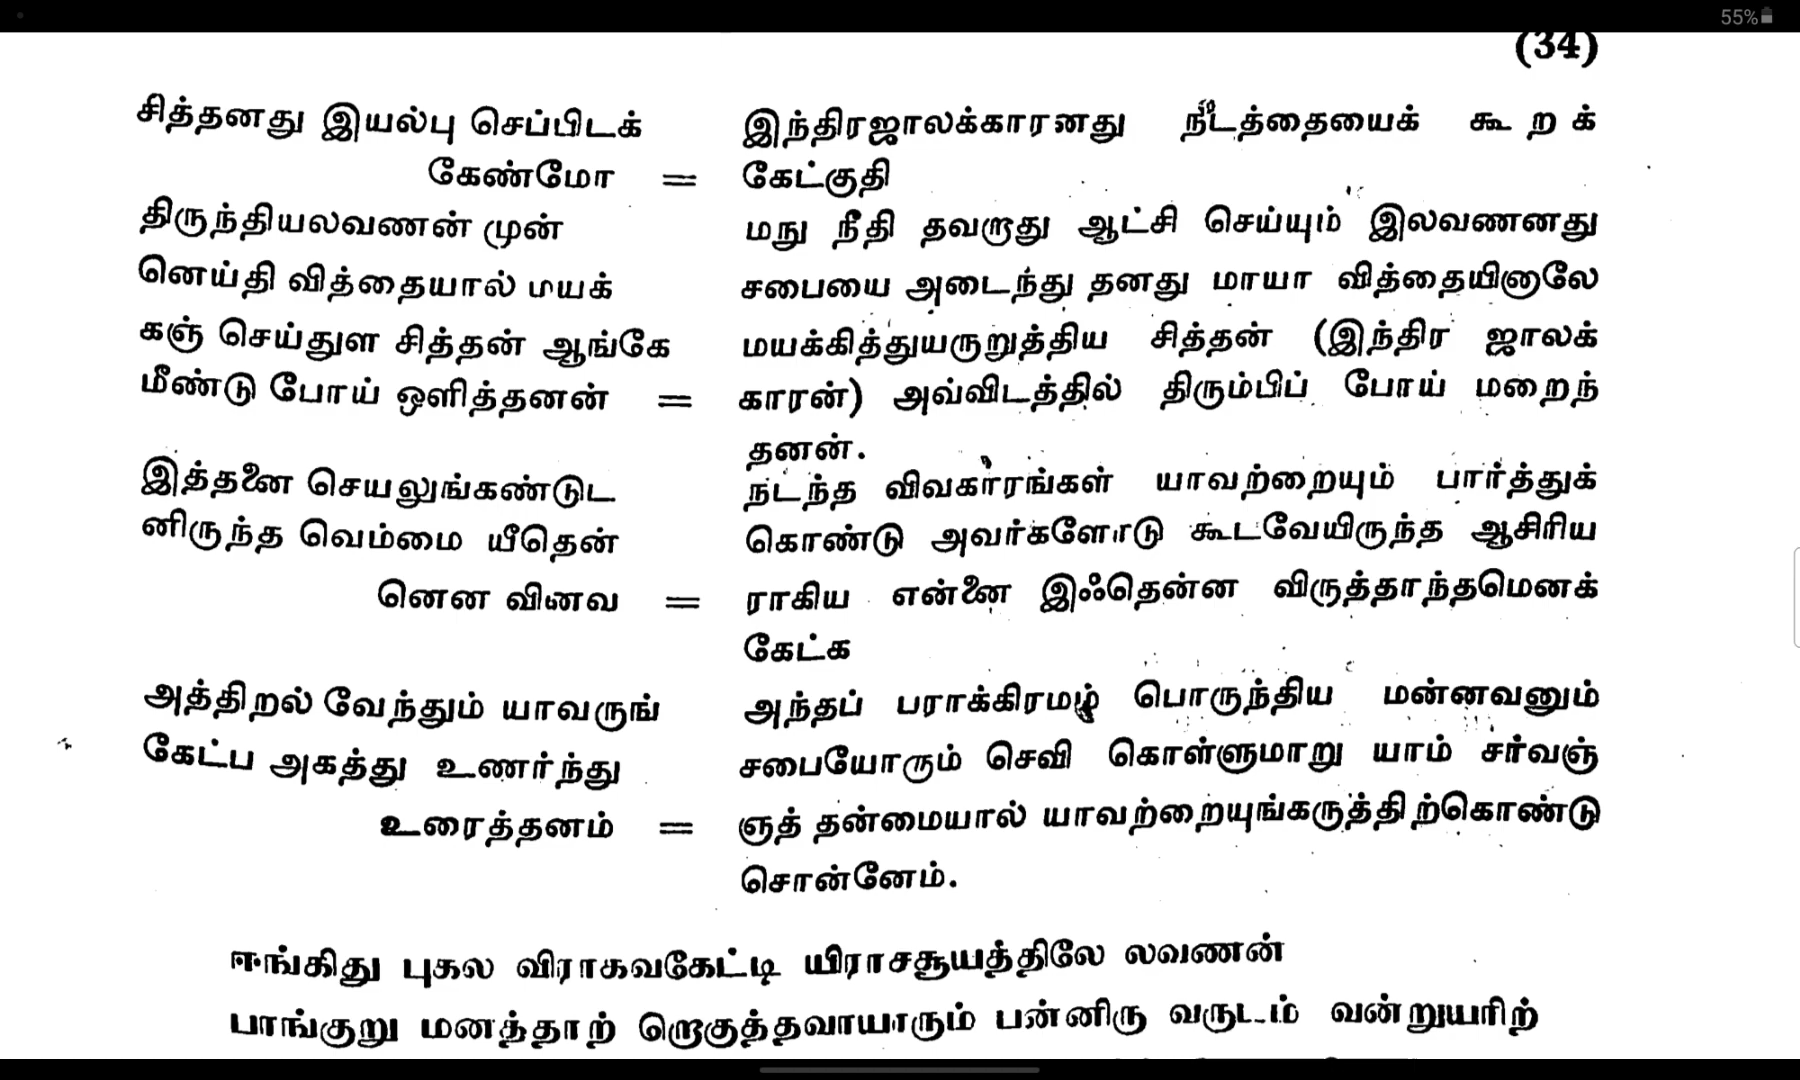 55%
(34)
சித்தனது இயல்பு செப்பிடக் இந்திரஜாலக்காரனது நீடத்தையைக் கூ ற க்
கேண்மோ = கேட்குதி
திருந்தியலவணன் முன் மநு நீதி தவறாது ஆட்சி செய்யும் இலவணனது
னெய்தி வித்தையால் மயக் சபையை அடைந்து தனது மாயா வித்தையினாலே
கஞ் செய்துள சித்தன் ஆங்கே மயக்கித்துயருறுத்திய சித்தன் (இந்திர ஜாலக்
மீண்டு போய் ஒளித்தனன் = காரன்) அவ்விடத்தில் திரும்பிப் போய் மறைந்
தனன்.
இத்தனை செயலுங்கண்டுட நடந்த விவகாரங்கள் யாவற்றையும் பார்த்துக்
னிருந்த வெம்மை யீதென் கொண்டு அவர்களோடு கூடவேயிருந்த ஆசிரிய
னென வினவ = ராகிய என்னை இஃதென்ன விருத்தாந்தமெனக்
கேட்க
அத்திறல் வேந்தும் யாவருங் அந்தப் பராக்கிரமம் பொருந்திய மன்னவனும்
கேட்ப அகத்து உணர்ந்து சபையோரும் செவி கொள்ளுமாறு யாம் சர்வஞ்
உரைத்தனம் = ஞத் தன்மையால் யாவற்றையுங்கருத்திற்கொண்டு
சொன்னேம்.
ஈங்கிது புகல விராகவகேட்டி யிராசசூயத்திலே லவணன்
பாங்குறு மனத்தாற் றொகுத்தவாயாரும் பன்னிரு வருடம் வன்றுயரிற்